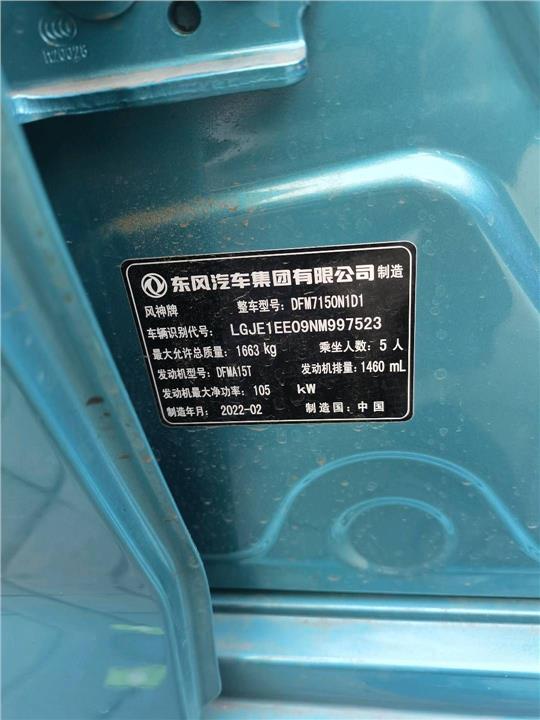 H20026
东风汽车集团有限公司 制造
风神牌 整车型号: DFM7150N1D1
车辆识别代号: LGJE1EE09NM997523
最大允许总质量: 1663 kg 乘坐人数: 5 人
发动机型号: DFMA15T 发动机排量: 1460 mL
发动机最大净功率: 105 kW
制造年月: 2022-02 制造国: 中国